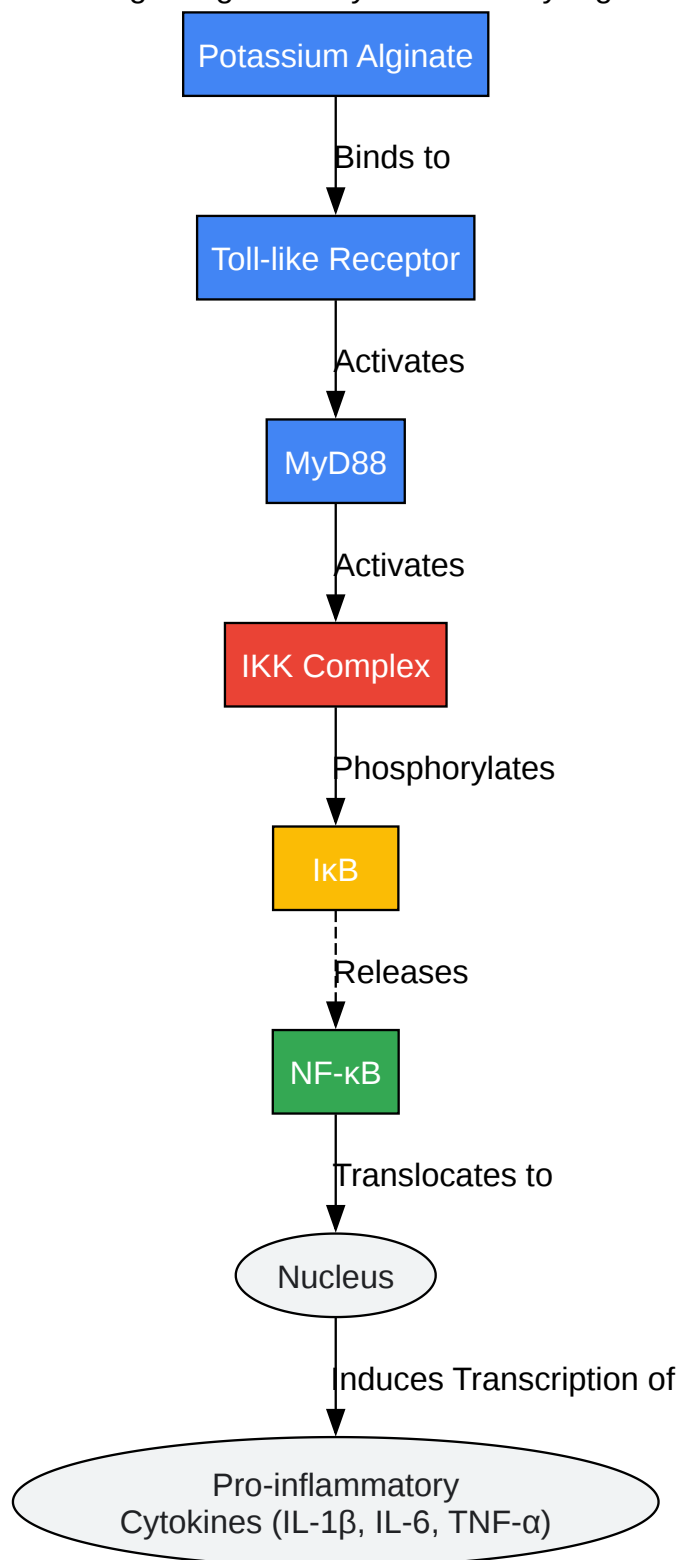 Potassium Alginate
Binds to
Toll-like Receptor
Activates
MyD88
Activates
IKK Complex
Phosphorylates
IκB
Releases
NF-κB
Translocates to
Nucleus
Induces Transcription of
Pro-inflammatory
Cytokines (IL-1β, IL-6, TNF-α)